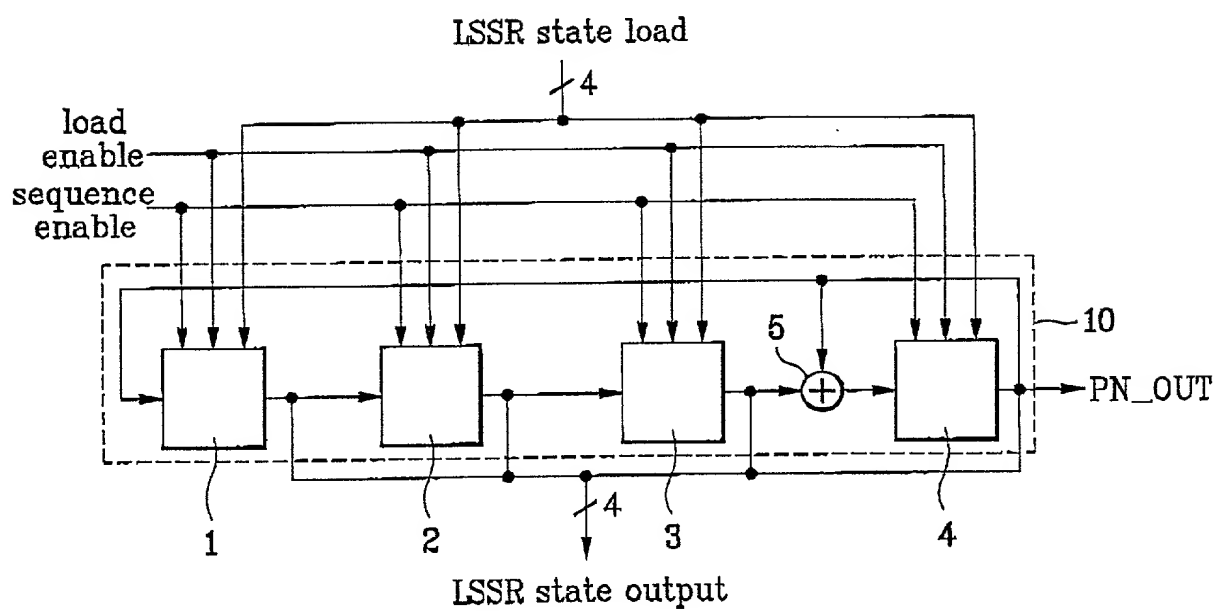 LSSR state load
4
load
enable
sequence
enable
5
10
PN_OUT
1
2
3
4
4
LSSR state output